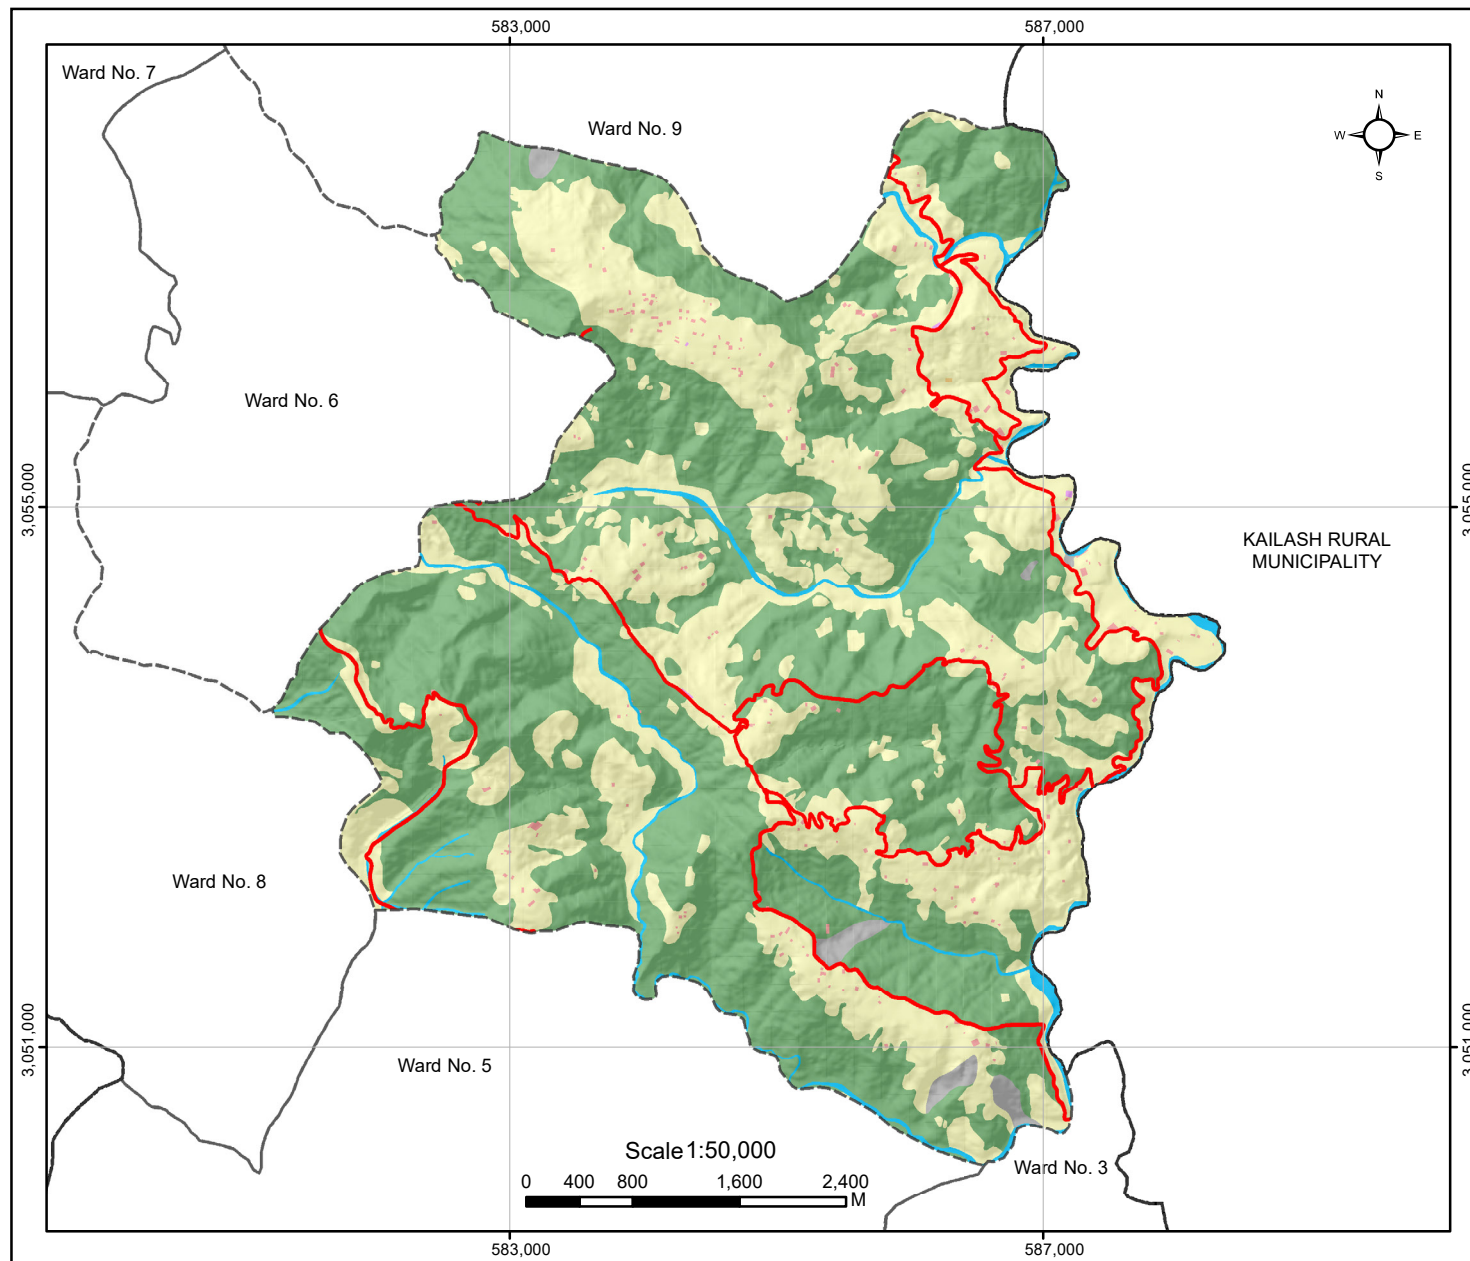 583,000
587,000
Ward No. 7
Ward No. 9
N
W
E
S
Ward No. 6
3,055,000
3,055,000
KAILASH RURAL
MUNICIPALITY
Ward No. 8
3,051,000
3,051,000
Ward No. 5
Scale 1:50,000
Ward No. 3
0 400 800 1,600 2,400
M
583,000
587,000